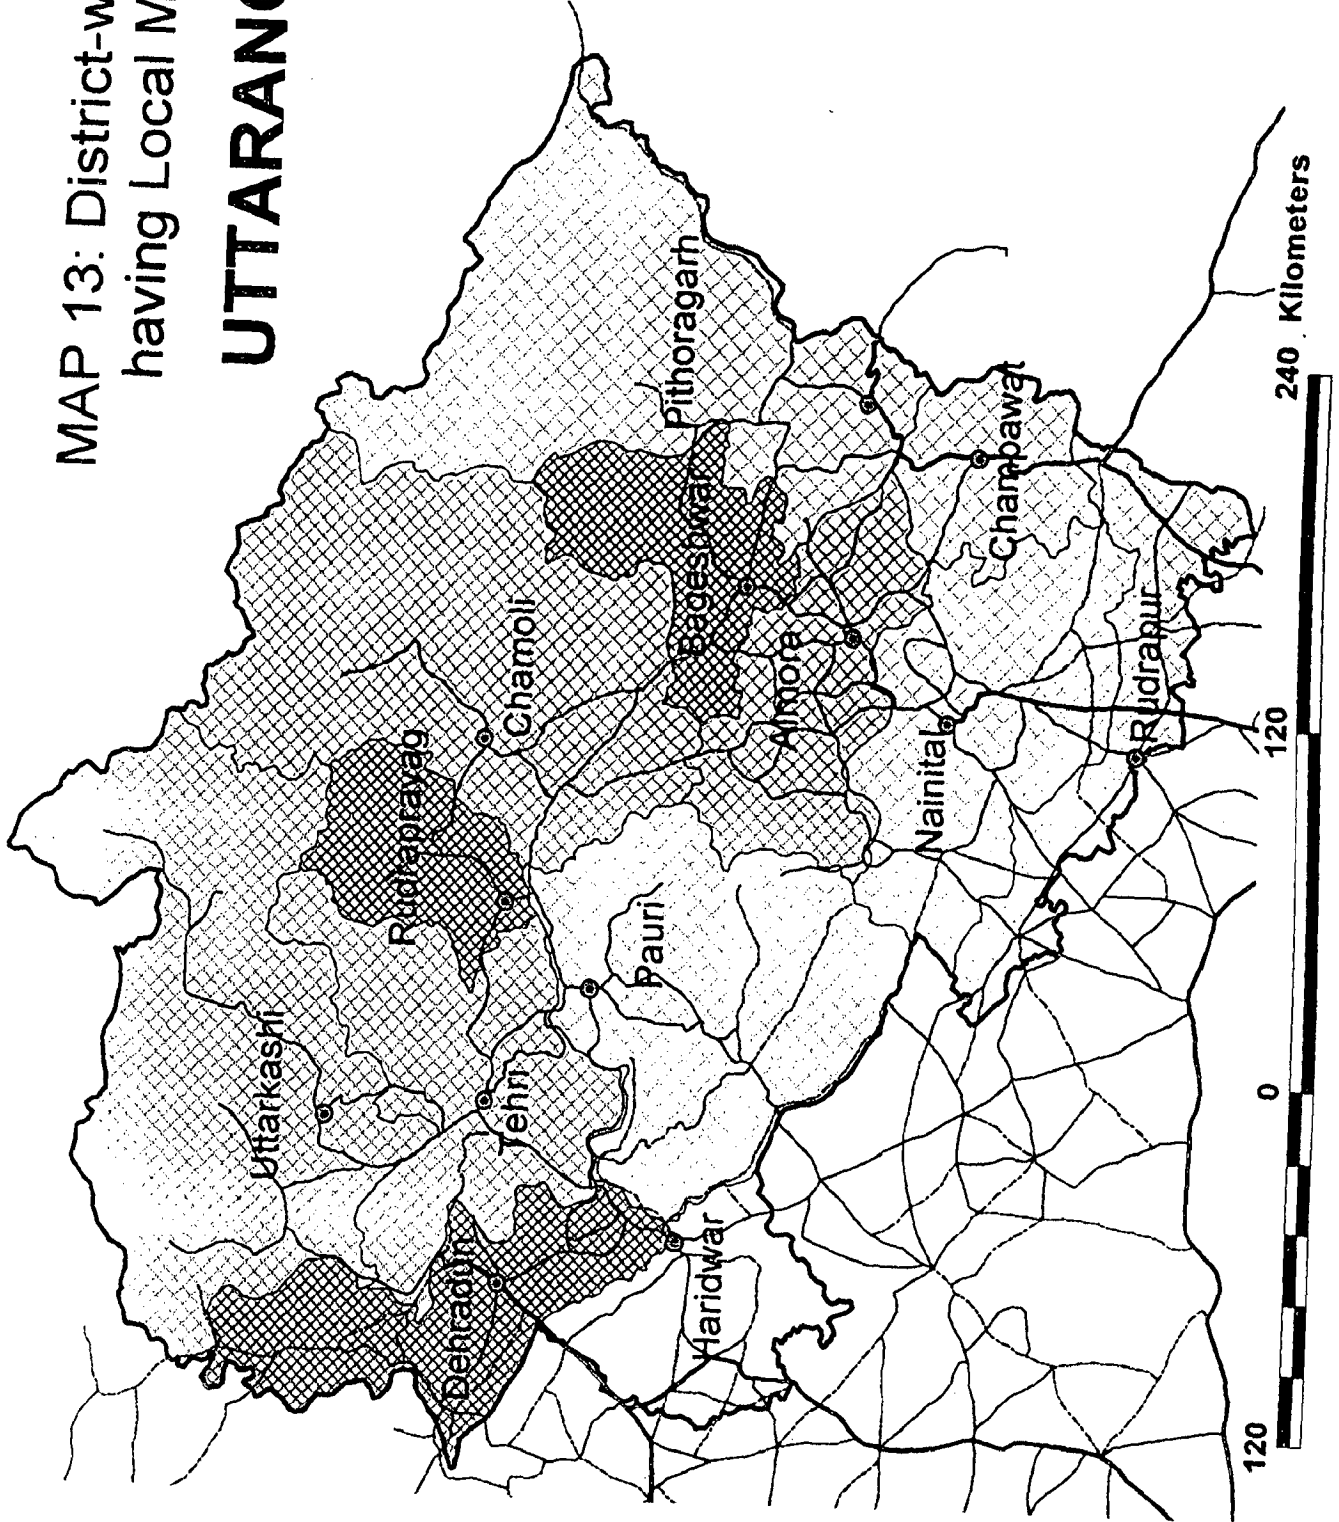 MAP 13: District-w
having Local M
UTTARANC
Uttarkashi
Rudraprayag
Chamoli
Dehradun
Tehri
Pauri
Bageshwar
Pithoragarh
Haridwar
Almora
Nainital
Champawat
Rudrapur
120 0 120 240 Kilometers